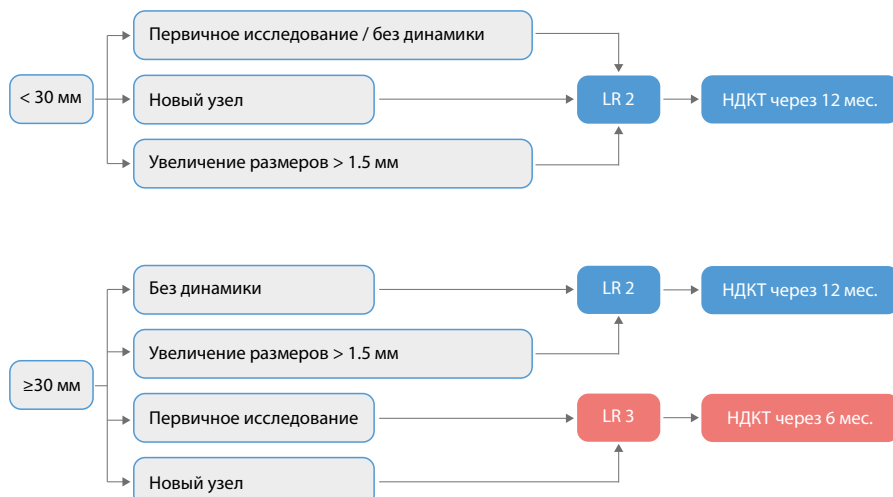 < 30 мм
Первичное исследование / без динамики
Новый узел
Увеличение размеров > 1.5 мм
LR 2
НДКТ через 12 мес.
≥30 мм
Без динамики
Увеличение размеров > 1.5 мм
Первичное исследование
Новый узел
LR 2
НДКТ через 12 мес.
LR 3
НДКТ через 6 мес.